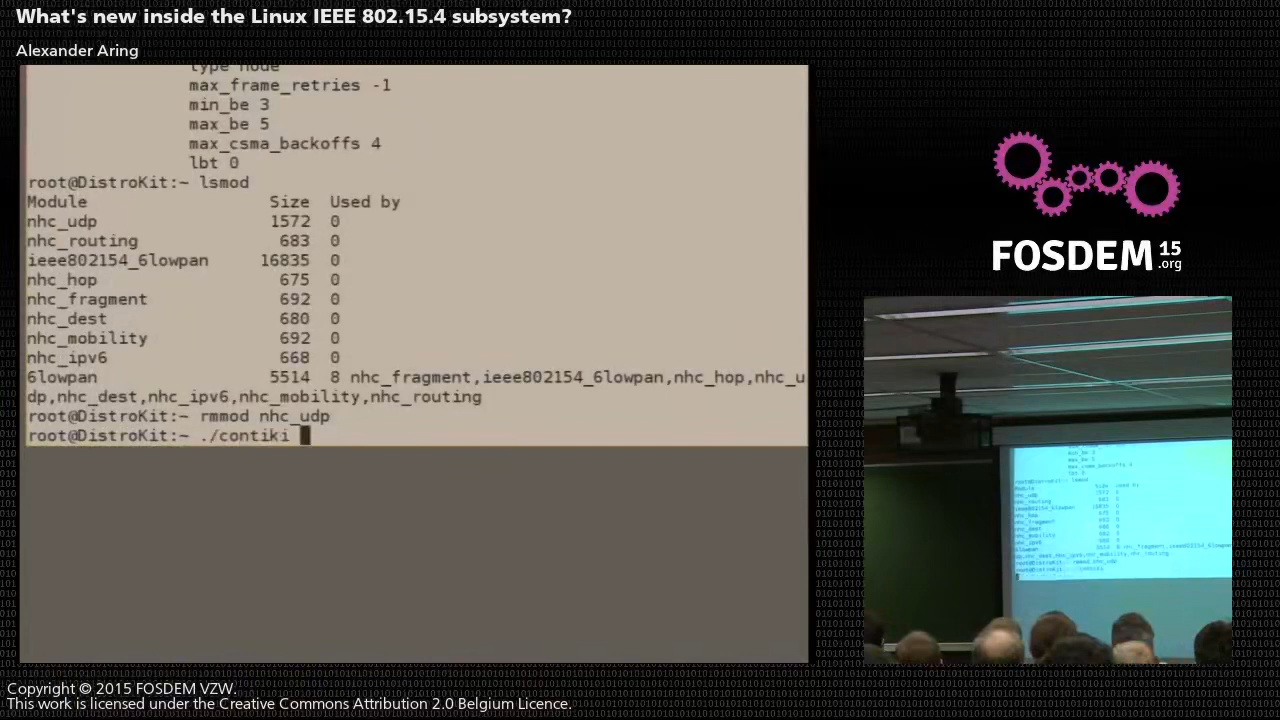 What's new inside the Linux IEEE 802.15.4 subsystem?
Alexander Aring
type node
max_frame_retries -1
min_be 3
max_be 5
max_csma_backoffs 4
lbt 0
root@DistroKit:~ lsmod
Module Size Used by
nhc_udp 1572 0
nhc_routing 683 0
ieee802154_6lowpan 16835 0
nhc_hop 675 0
nhc_fragment 692 0
nhc_dest 680 0
nhc_mobility 692 0
nhc_ipv6 668 0
6lowpan 5514 8 nhc_fragment,ieee802154_6lowpan,nhc_hop,nhc_u
dp,nhc_dest,nhc_ipv6,nhc_mobility,nhc_routing
root@DistroKit:~ rmmod nhc_udp
root@DistroKit:~ ./contiki
FOSDEM 15
.org
Copyright © 2015 FOSDEM VZW.
This work is licensed under the Creative Commons Attribution 2.0 Belgium Licence.